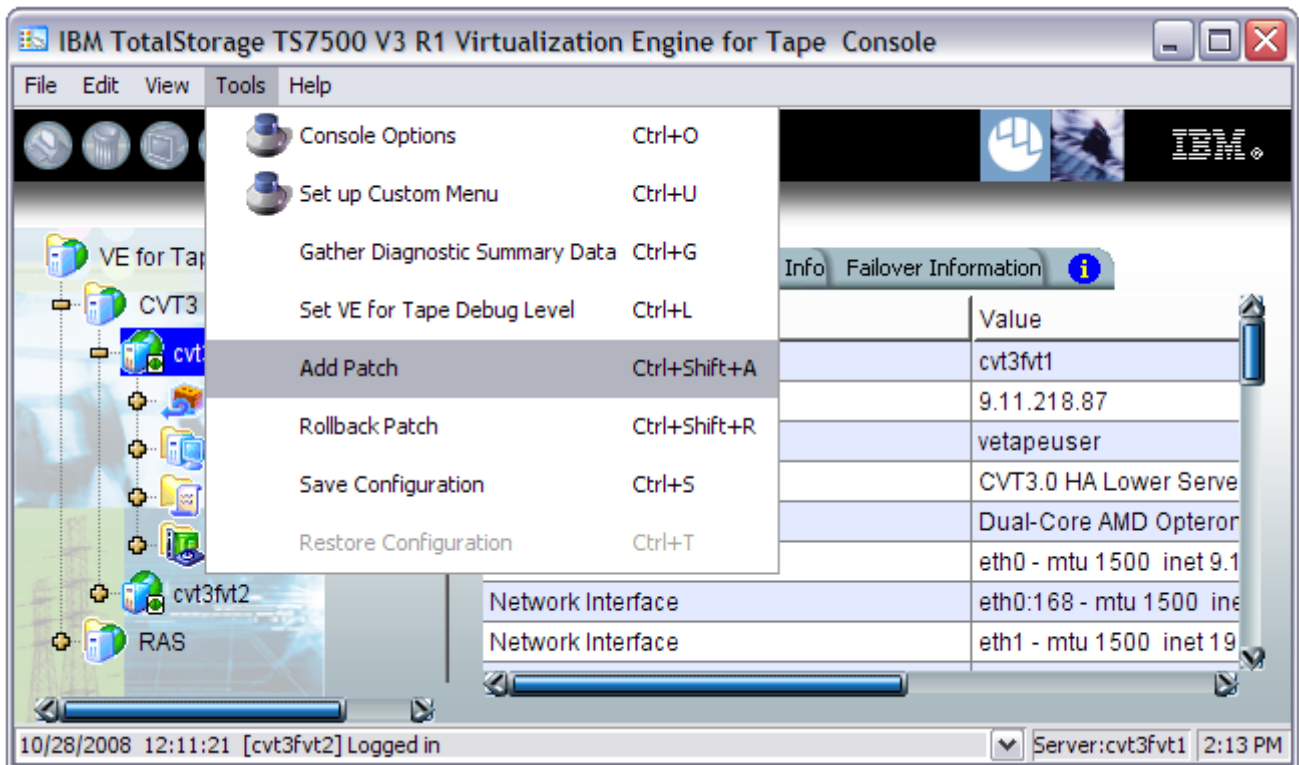 IBM TotalStorage TS7500 V3 R1 Virtualization Engine for Tape Console
File Edit View Tools Help
IBM
Console Options Ctrl+O
Set up Custom Menu Ctrl+U
Gather Diagnostic Summary Data Ctrl+G
Set VE for Tape Debug Level Ctrl+L
Add Patch Ctrl+Shift+A
Rollback Patch Ctrl+Shift+R
Save Configuration Ctrl+S
Restore Configuration Ctrl+T
VE for Tap
CVT3
cvt
cvt3fvt2
RAS
Info Failover Information i
Value
cvt3fvt1
9.11.218.87
vetapeuser
CVT3.0 HA Lower Serve
Dual-Core AMD Opteron
eth0 - mtu 1500 inet 9.1
Network Interface eth0:168 - mtu 1500 ine
Network Interface eth1 - mtu 1500 inet 19
10/28/2008 12:11:21 [cvt3fvt2] Logged in Server:cvt3fvt1 2:13 PM